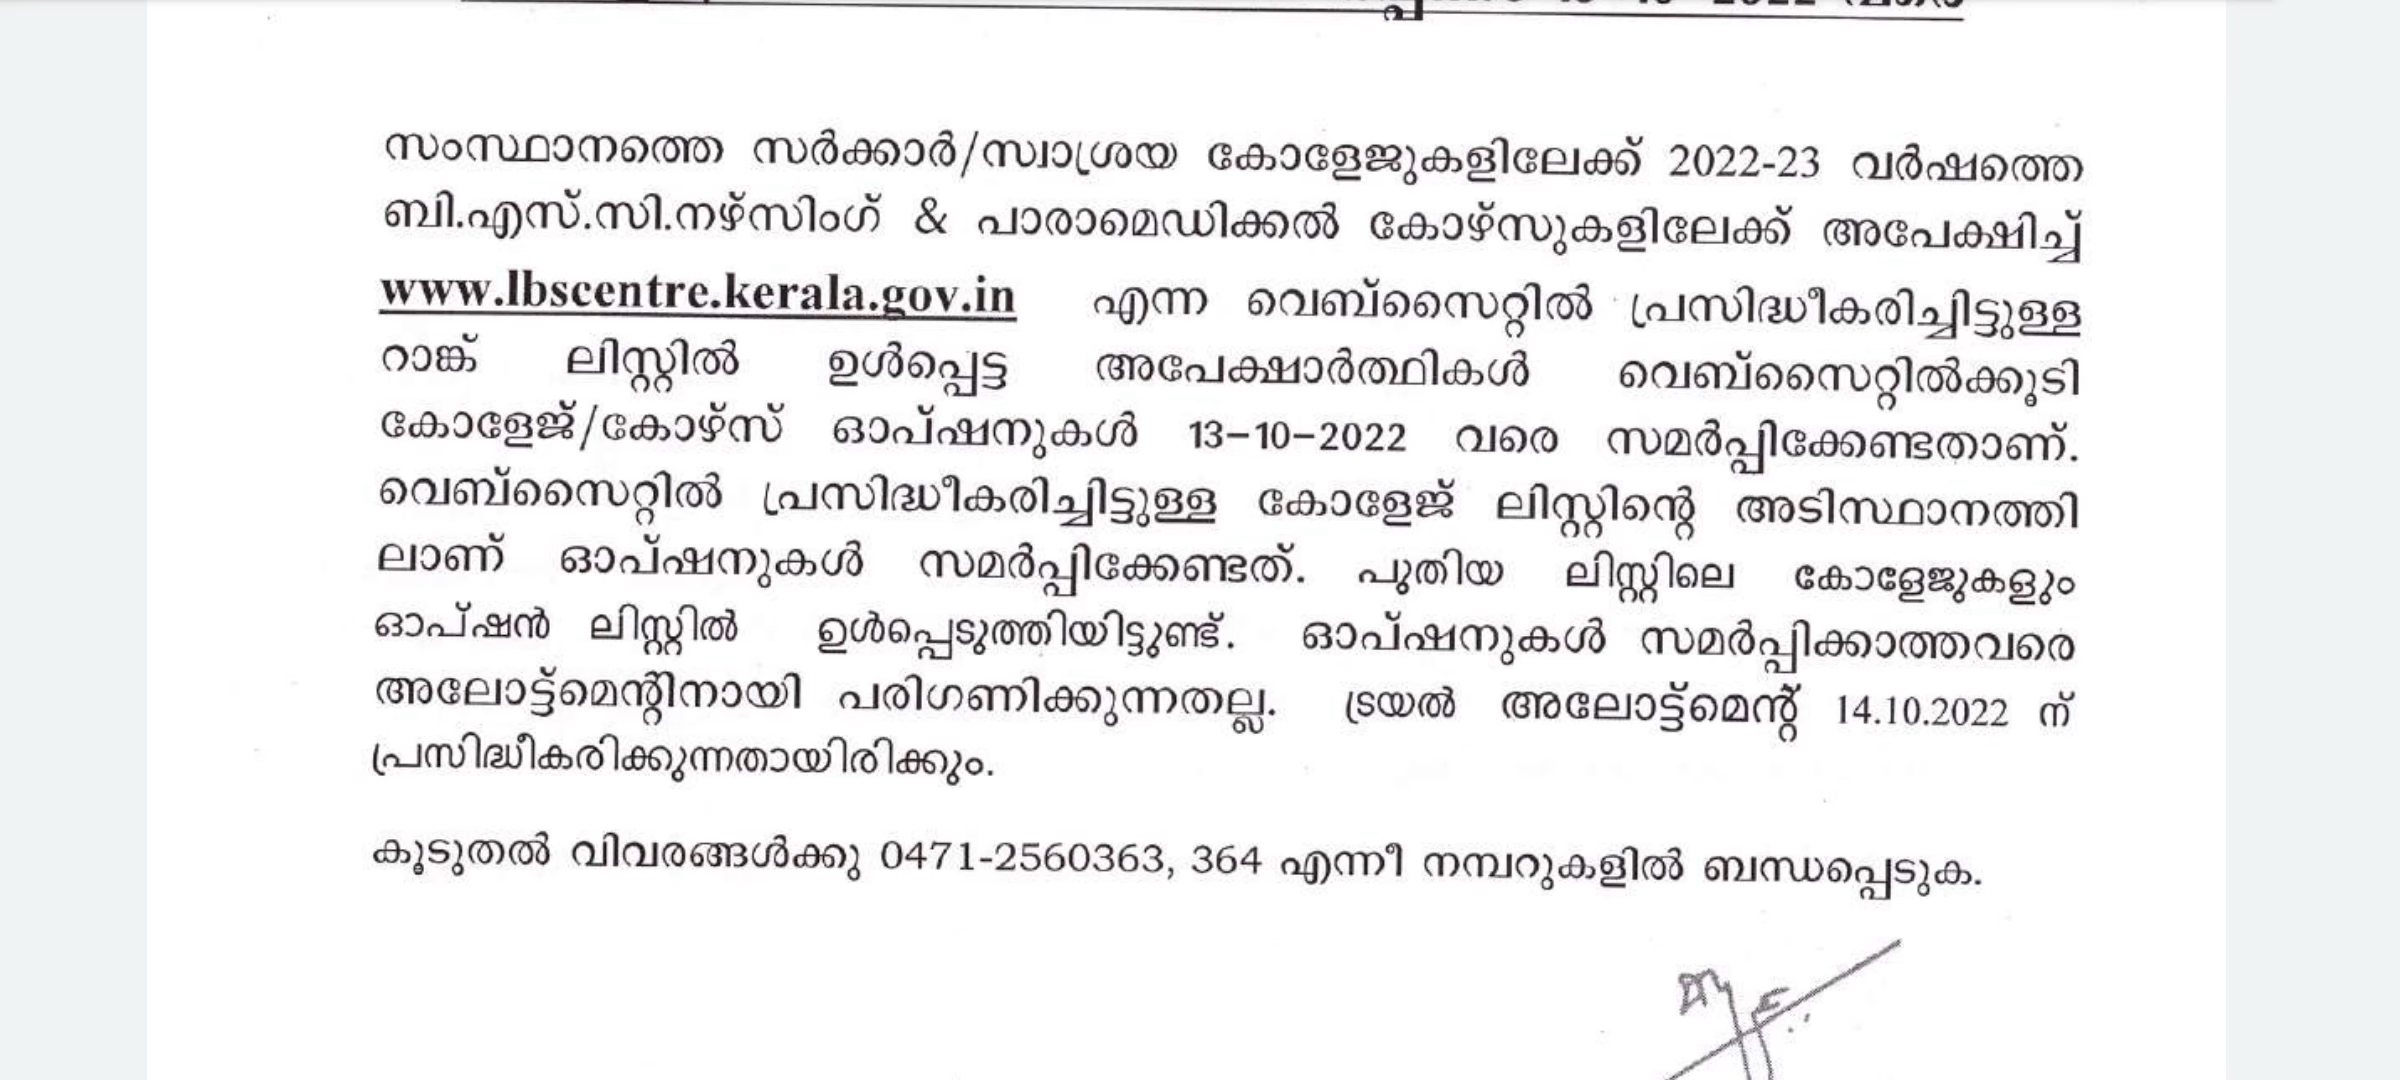 സംസ്ഥാനത്തെ സർക്കാർ/സ്വാശ്രയ കോളേജുകളിലേക്ക് 2022-23 വർഷത്തെ
ബി.എസ്.സി.നഴ്സിംഗ് & പാരാമെഡിക്കൽ കോഴ്സുകളിലേക്ക് അപേക്ഷിച്ച്
www.lbscentre.kerala.gov.in എന്ന വെബ്സൈറ്റിൽ പ്രസിദ്ധീകരിച്ചിട്ടുള്ള
റാങ്ക് ലിസ്റ്റിൽ ഉൾപ്പെട്ട അപേക്ഷാർത്ഥികൾ വെബ്സൈറ്റിൽക്കൂടി
കോളേജ്/കോഴ്സ് ഓപ്ഷനുകൾ 13-10-2022 വരെ സമർപ്പിക്കേണ്ടതാണ്.
വെബ്സൈറ്റിൽ പ്രസിദ്ധീകരിച്ചിട്ടുള്ള കോളേജ് ലിസ്റ്റിന്റെ അടിസ്ഥാനത്തി
ലാണ് ഓപ്ഷനുകൾ സമർപ്പിക്കേണ്ടത്. പുതിയ ലിസ്റ്റിലെ കോളേജുകളും
ഓപ്ഷൻ ലിസ്റ്റിൽ ഉൾപ്പെടുത്തിയിട്ടുണ്ട്. ഓപ്ഷനുകൾ സമർപ്പിക്കാത്തവരെ
അലോട്ട്മെന്റിനായി പരിഗണിക്കുന്നതല്ല. ട്രയൽ അലോട്ട്മെന്റ് 14.10.2022 ന്
പ്രസിദ്ധീകരിക്കുന്നതായിരിക്കും.
കൂടുതൽ വിവരങ്ങൾക്കു 0471-2560363, 364 എന്നീ നമ്പറുകളിൽ ബന്ധപ്പെടുക.